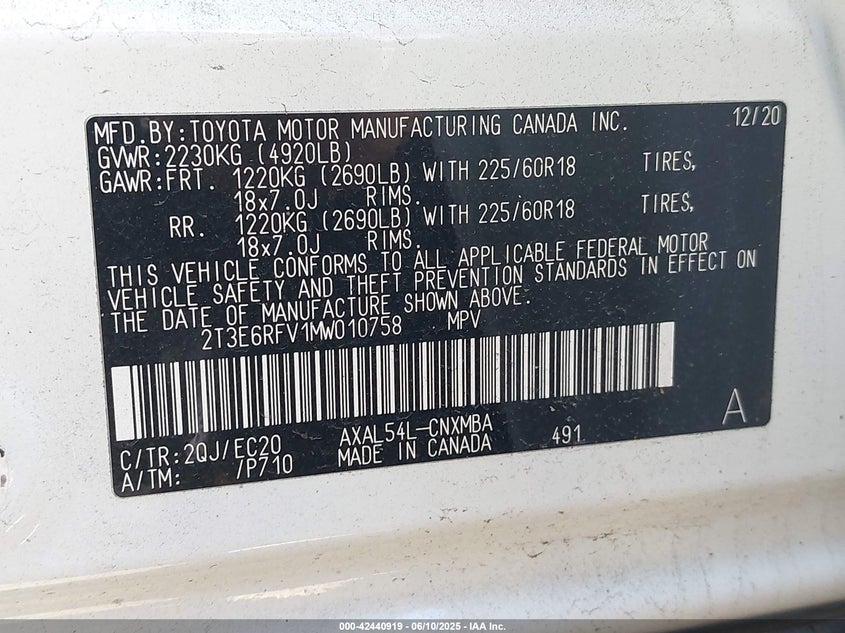 MFD.BY:TOYOTA MOTOR MANUFACTURING CANADA INC. 12/20
GVWR:2230KG (4920LB)
GAWR:FRT. 1220KG (2690LB) WITH 225/60R18 TIRES,
18x7.0J RIMS.
RR. 1220KG (2690LB) WITH 225/60R18 TIRES,
18x7.0J RIMS.
THIS VEHICLE CONFORMS TO ALL APPLICABLE FEDERAL MOTOR
VEHICLE SAFETY AND THEFT PREVENTION STANDARDS IN EFFECT ON
THE DATE OF MANUFACTURE SHOWN ABOVE.
2T3E6RFV1MW010758 MPV
A
C/TR:2QJ/EC20 AXAL54L-CNXMBA 491
A/TM: /P710 MADE IN CANADA
000-42440919 - 06/10/2025 - IAA Inc.